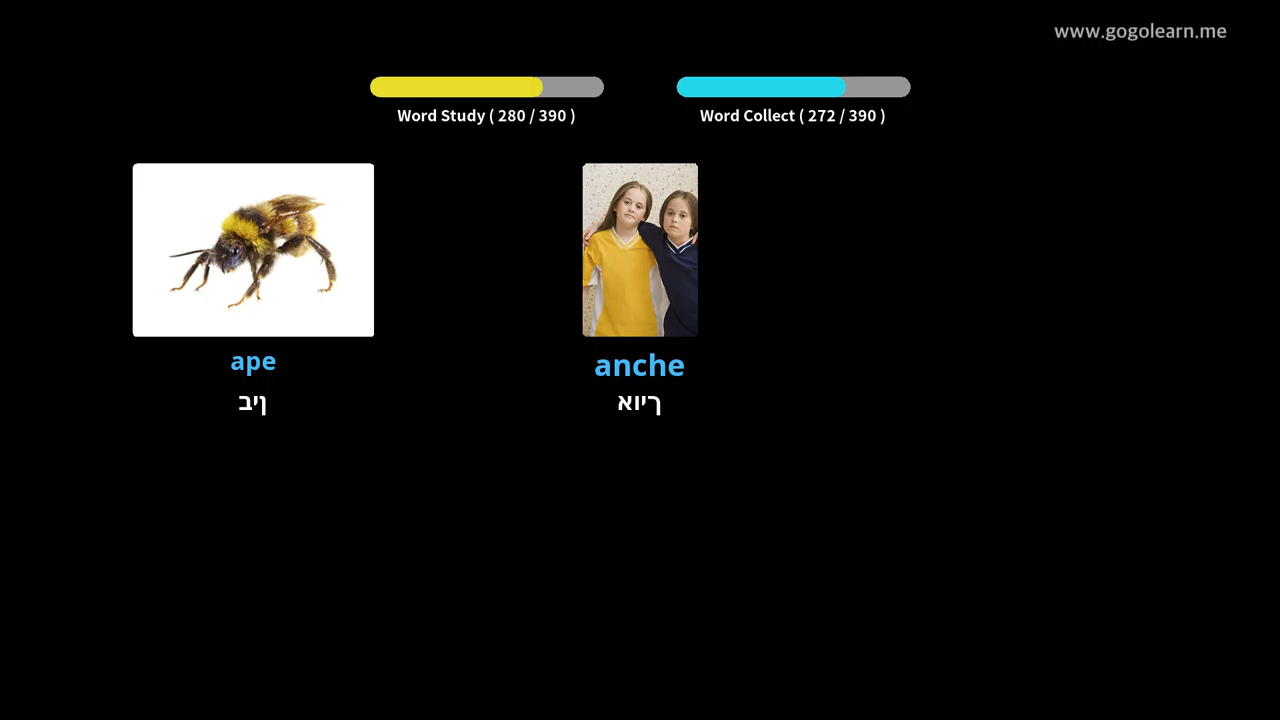 www.gogolearn.me
Word Study ( 280 / 390 )
Word Collect ( 272 / 390 )
ape
anche
ןיב
ךיוא